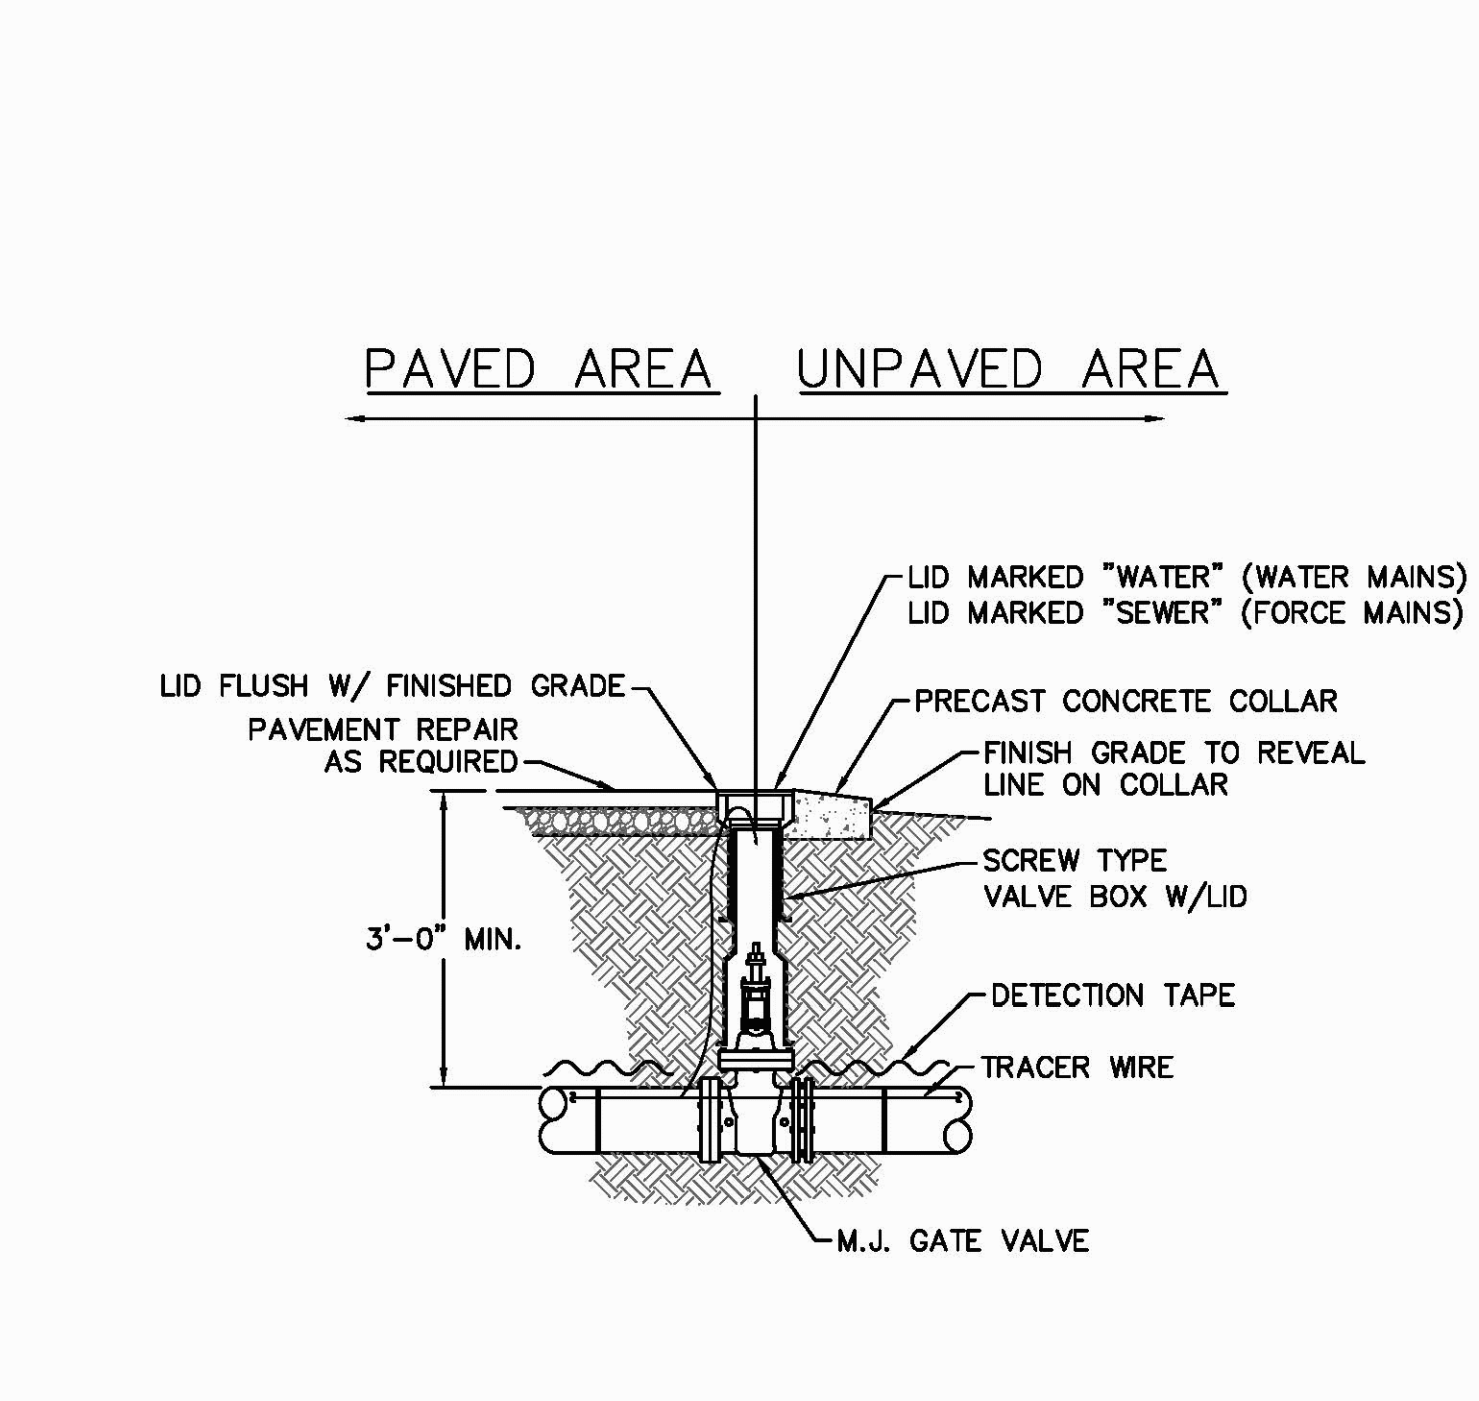 PAVED AREA
UNPAVED AREA
LID MARKED "WATER" (WATER MAINS)
LID MARKED "SEWER" (FORCE MAINS)
LID FLUSH W/ FINISHED GRADE
PAVEMENT REPAIR
AS REQUIRED
PRECAST CONCRETE COLLAR
FINISH GRADE TO REVEAL
LINE ON COLLAR
SCREW TYPE
VALVE BOX W/LID
3'-0" MIN.
DETECTION TAPE
TRACER WIRE
M.J. GATE VALVE